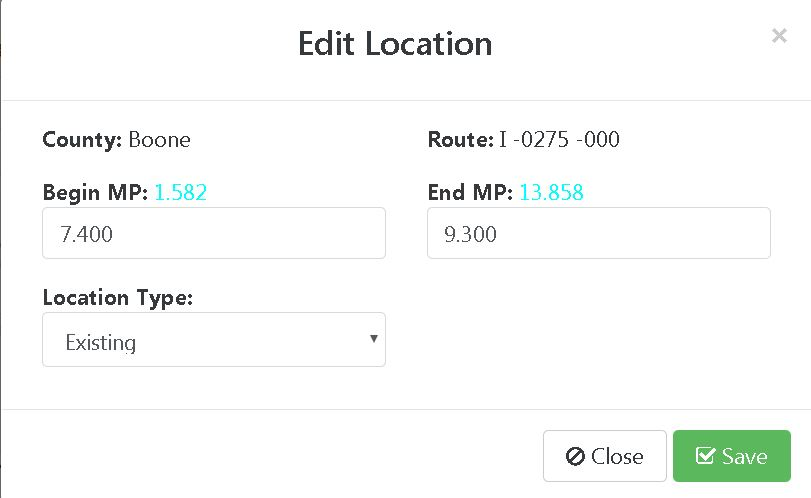 Edit Location
×
County: Boone
Route: I -0275 -000
Begin MP: 1.582
End MP: 13.858
7.400
9.300
Location Type:
Existing
Close
Save